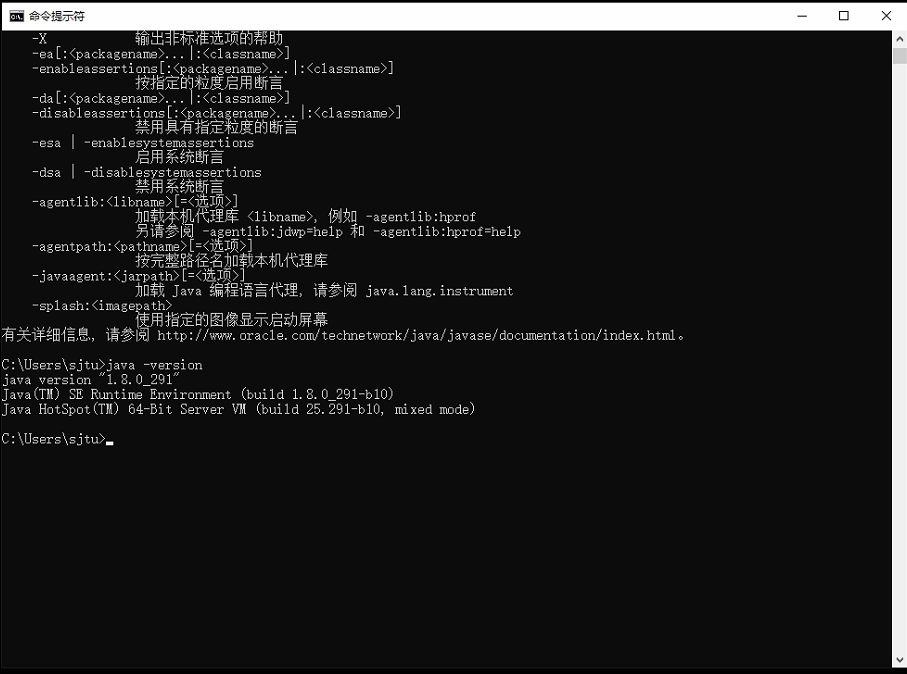 命令提示符
-X 输出非标准选项的帮助
-ea[:<packagename>...|:<classname>]
-enableassertions[:<packagename>...|:<classname>]
按指定的粒度启用断言
-da[:<packagename>...|:<classname>]
-disableassertions[:<packagename>...|:<classname>]
禁用具有指定粒度的断言
-esa | -enablesystemassertions
启用系统断言
-dsa | -disablesystemassertions
禁用系统断言
-agentlib:<libname>[=<选项>]
加载本机代理库 <libname>, 例如 -agentlib:hprof
另请参阅 -agentlib:jdwp=help 和 -agentlib:hprof=help
-agentpath:<pathname>[=<选项>]
按完整路径名加载本机代理库
-javaagent:<jarpath>[=<选项>]
加载 Java 编程语言代理, 请参阅 java.lang.instrument
-splash:<imagepath>
使用指定的图像显示启动屏幕
有关详细信息, 请参阅 http://www.oracle.com/technetwork/java/javase/documentation/index.html。
C:\Users\sjtu>java -version
java version "1.8.0_291"
Java(TM) SE Runtime Environment (build 1.8.0_291-b10)
Java HotSpot(TM) 64-Bit Server VM (build 25.291-b10, mixed mode)
C:\Users\sjtu>